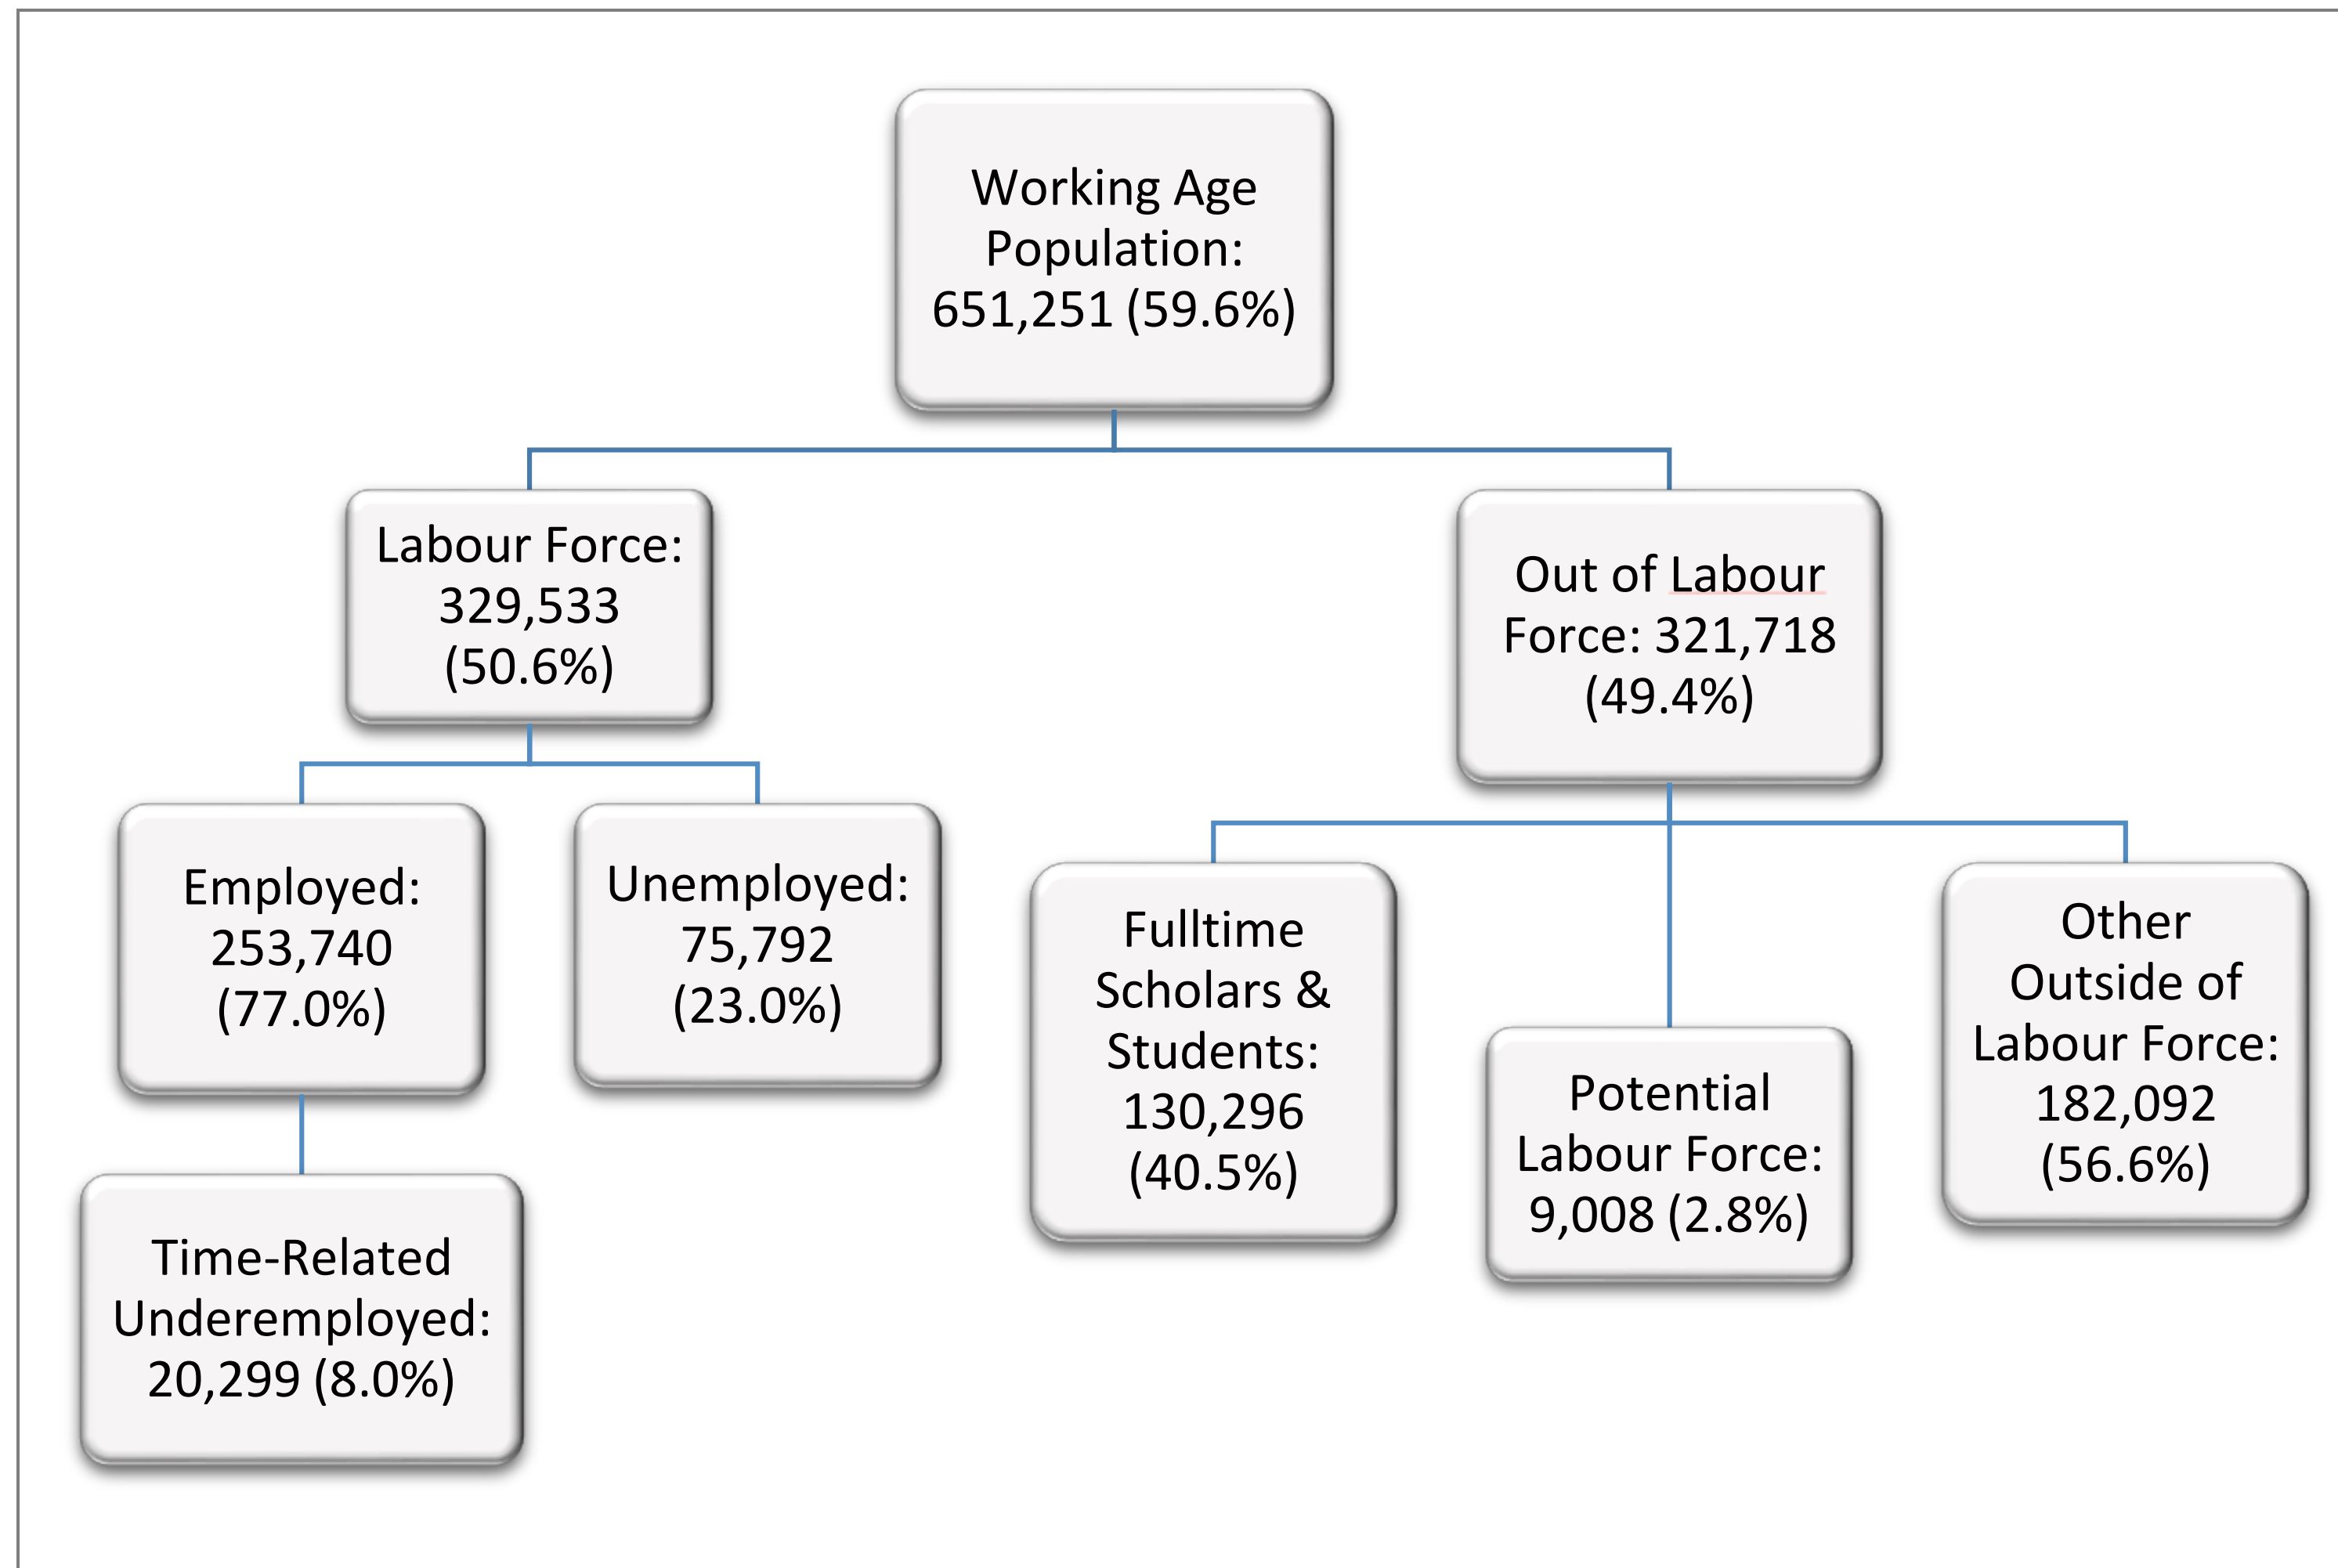 Working Age
Population:
651,251 (59.6%)
Labour Force:
329,533
(50.6%)
Out of Labour
Force: 321,718
(49.4%)
Employed:
253,740
(77.0%)
Unemployed:
75,792
(23.0%)
Fulltime
Scholars &
Students:
130,296
(40.5%)
Potential
Labour Force:
9,008 (2.8%)
Other
Outside of
Labour Force:
182,092
(56.6%)
Time-Related
Underemployed:
20,299 (8.0%)